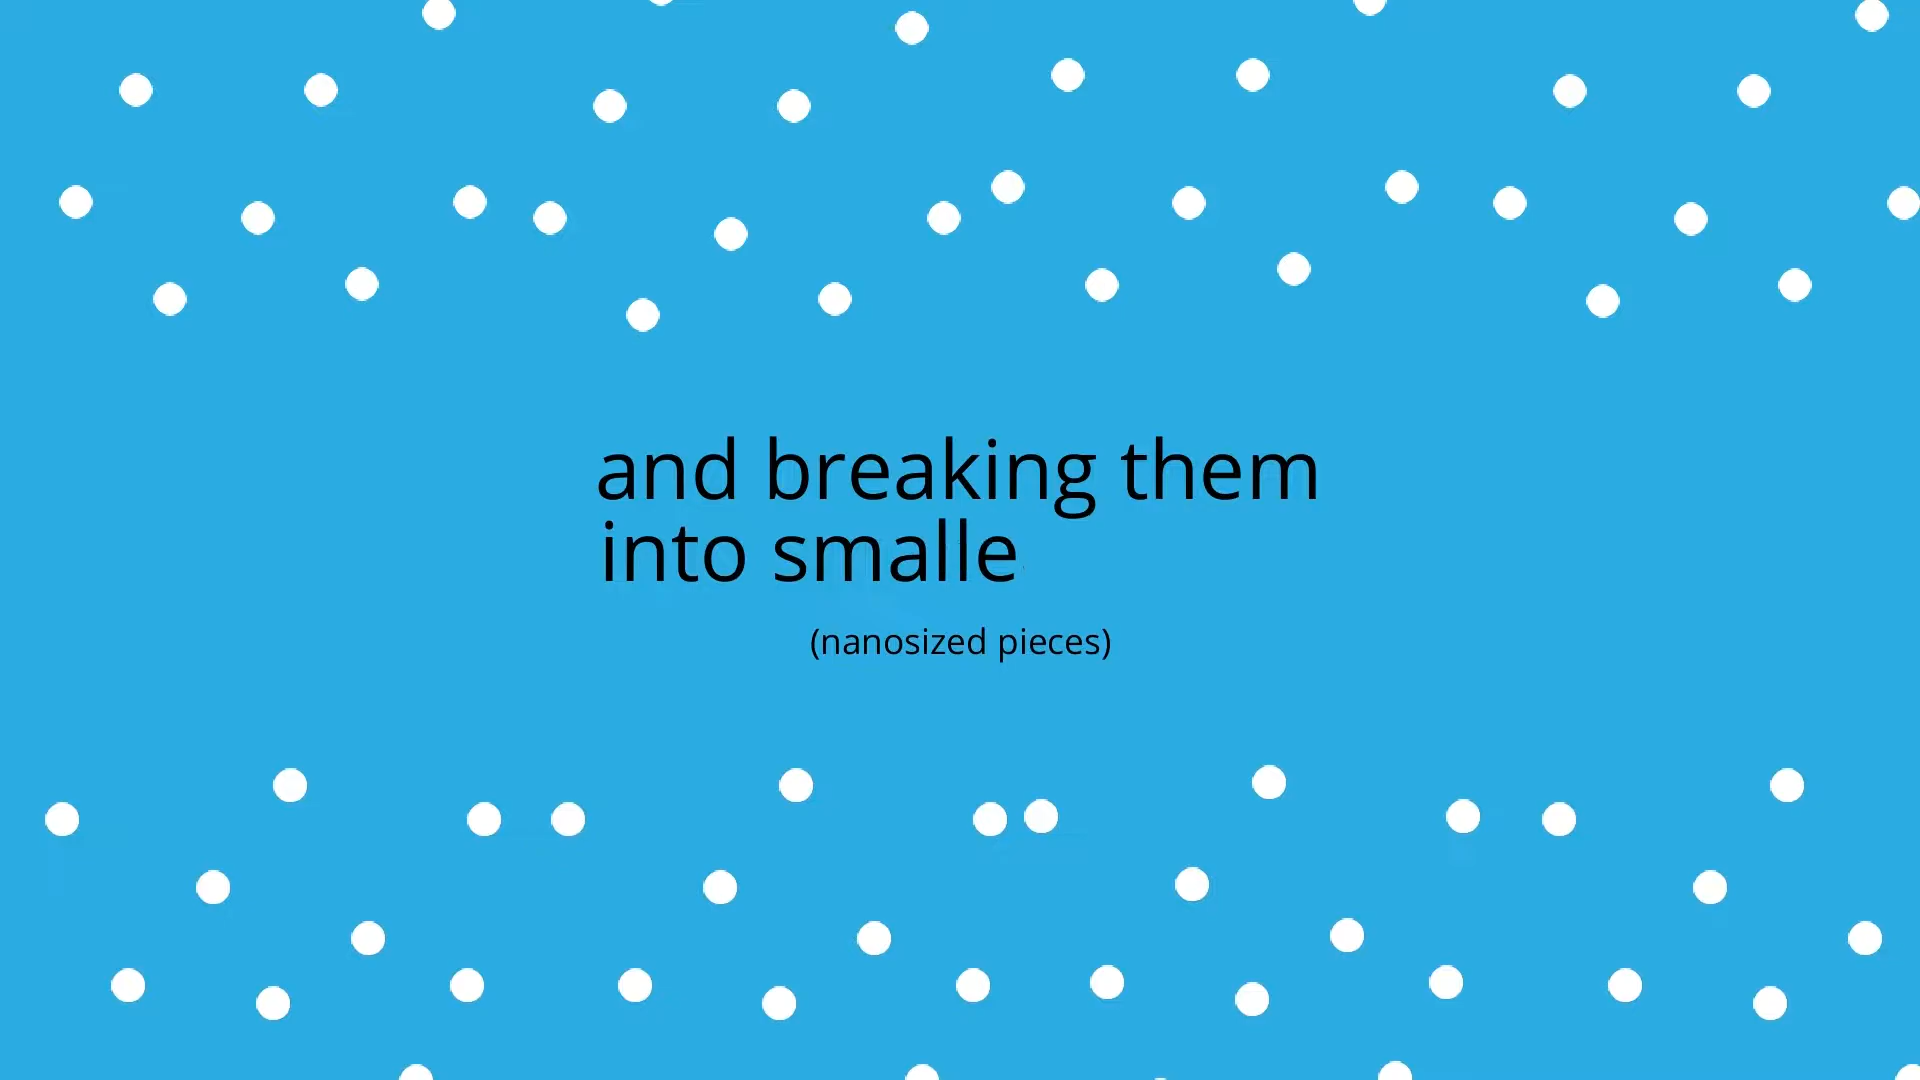 and breaking them
into smalle
(nanosized pieces)